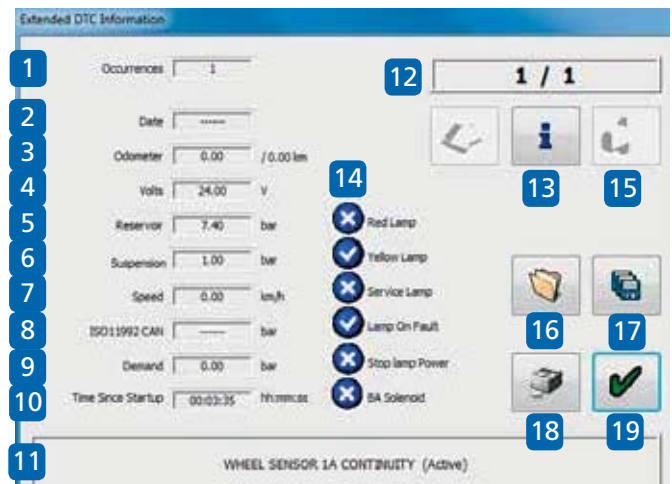 Extended DTC Information
1 Occurrences 1
12 1 / 1
2 Date ------
3 Odometer 0.00 / 0.00 km
13 15
4 Volts 24.00 V
14
5 Reservoir 7.40 bar Red Lamp
6 Suspension 1.00 bar Yellow Lamp
7 Speed 0.00 km/h Service Lamp
8 ISO11992 CAN ------ bar Lamp On Fault
16 17
9 Demand 0.00 bar Stop lamp Power
10 Time Since Startup 00:03:35 hh:mm:ss BA Solenoid
18 19
11 WHEEL SENSOR 1A CONTINUITY (Active)